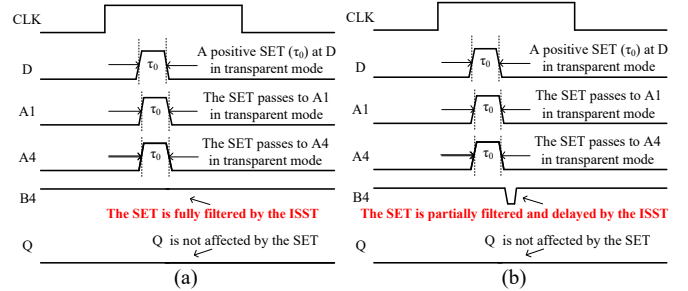 CLK
D
τ0
A positive SET (τ0) at D
in transparent mode
A1
τ0
The SET passes to A1
in transparent mode
A4
τ0
The SET passes to A4
in transparent mode
B4
The SET is fully filtered by the ISST
Q
Q is not affected by the SET
(a)
CLK
D
τ0
A positive SET (τ0) at D
in transparent mode
A1
τ0
The SET passes to A1
in transparent mode
A4
τ0
The SET passes to A4
in transparent mode
B4
The SET is partially filtered and delayed by the ISST
Q
Q is not affected by the SET
(b)